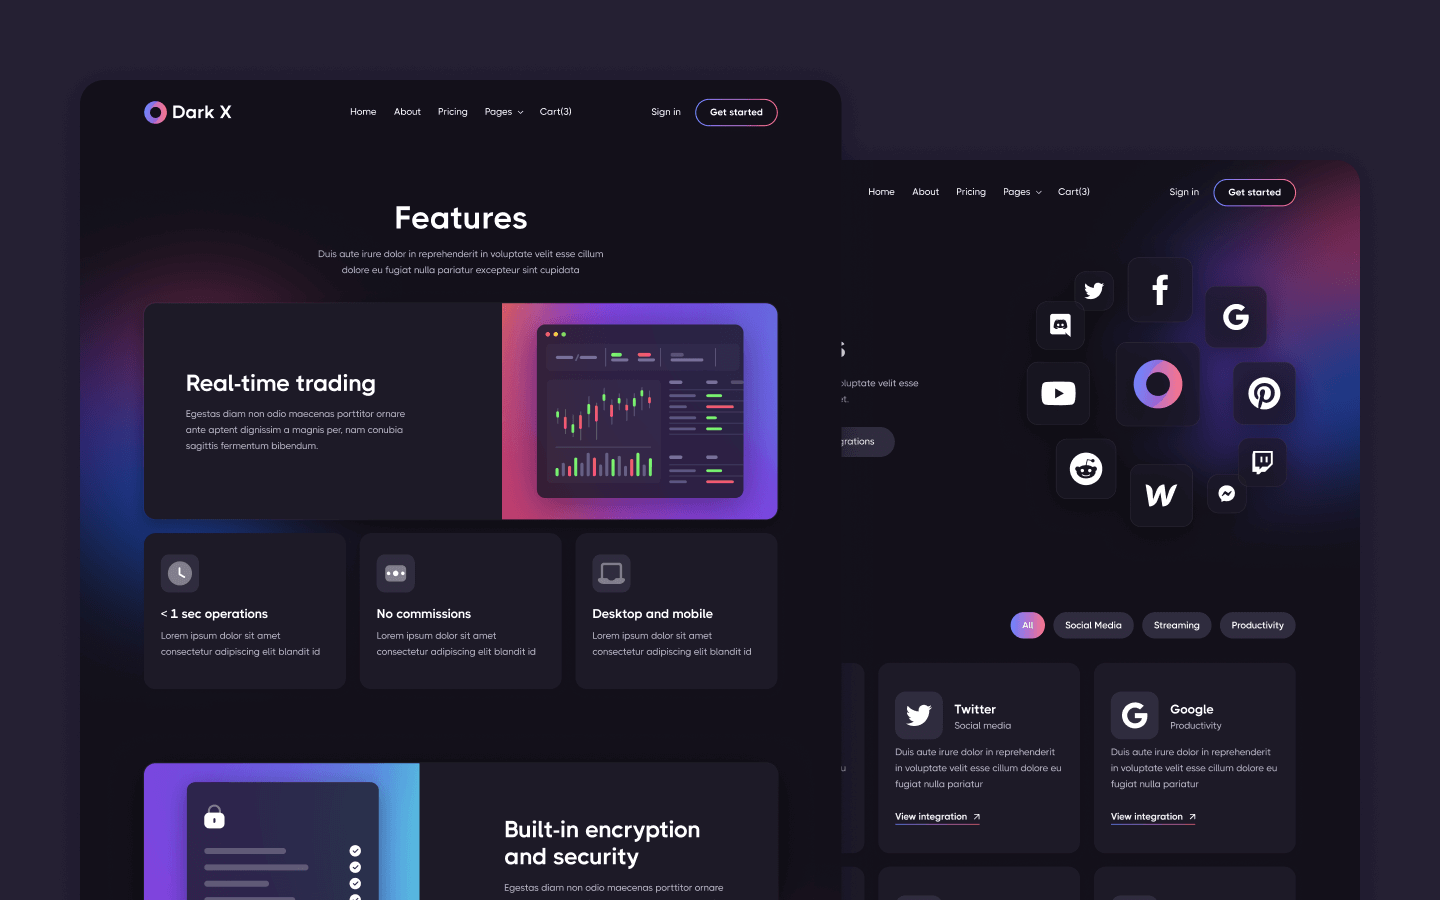 Dark X
Home About Pricing Pages Cart(3)
Sign in Get started
Features
Duis aute irure dolor in reprehenderit in voluptate velit esse cillum
dolore eu fugiat nulla pariatur excepteur sint cupidata
Real-time trading
Egestas diam non odio maecenas porttitor ornare
ante aptent dignissim a magnis per, nam conubia
sagittis fermentum bibendum.
< 1 sec operations
Lorem ipsum dolor sit amet
consectetur adipiscing elit blandit id
No commissions
Lorem ipsum dolor sit amet
consectetur adipiscing elit blandit id
Desktop and mobile
Lorem ipsum dolor sit amet
consectetur adipiscing elit blandit id
Built-in encryption
and security
Egestas diam non odio maecenas porttitor ornare
Home About Pricing Pages Cart(3)
Sign in Get started
velit esse
All Social Media Streaming Productivity
Twitter
Social media
Duis aute irure dolor in reprehenderit
in voluptate velit esse cillum dolore eu
fugiat nulla pariatur
View integration
Google
Productivity
Duis aute irure dolor in reprehenderit
in voluptate velit esse cillum dolore eu
fugiat nulla pariatur
View integration